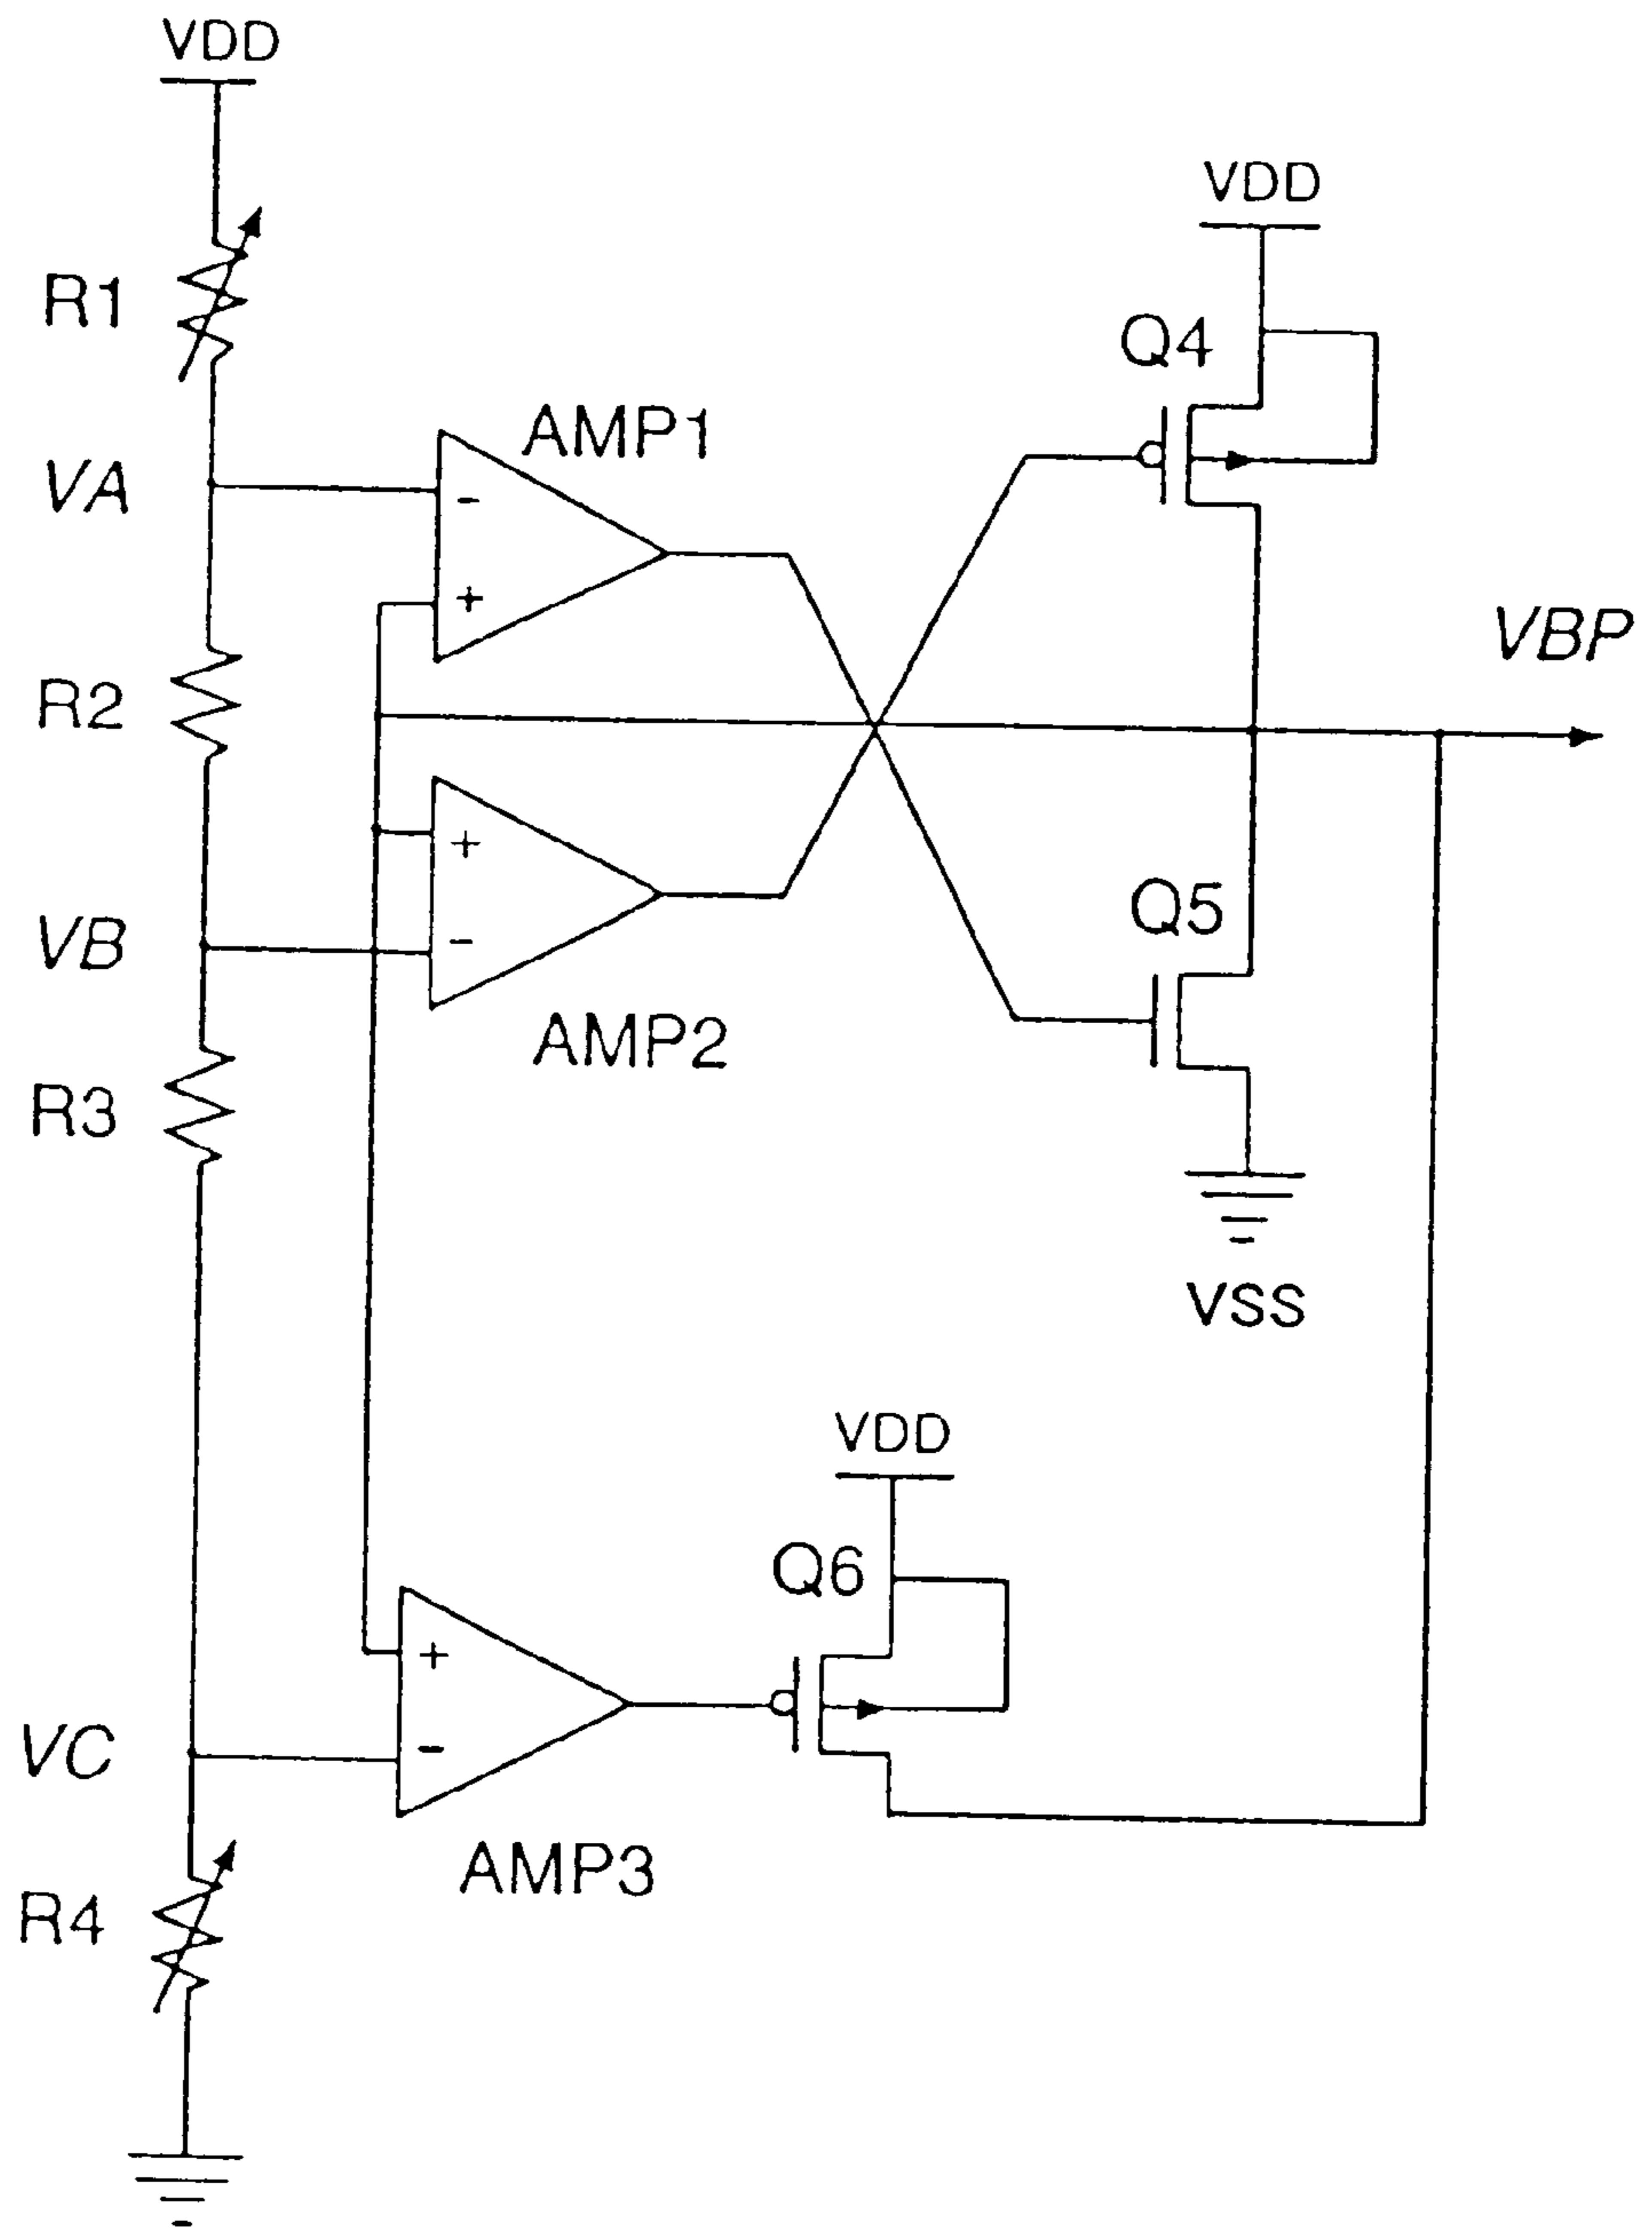 VDD
VDD
R1
Q4
AMP1
VA
-
+
VBP
R2
+
Q5
VB
-
AMP2
R3
VSS
VDD
Q6
+
VC
-
AMP3
R4